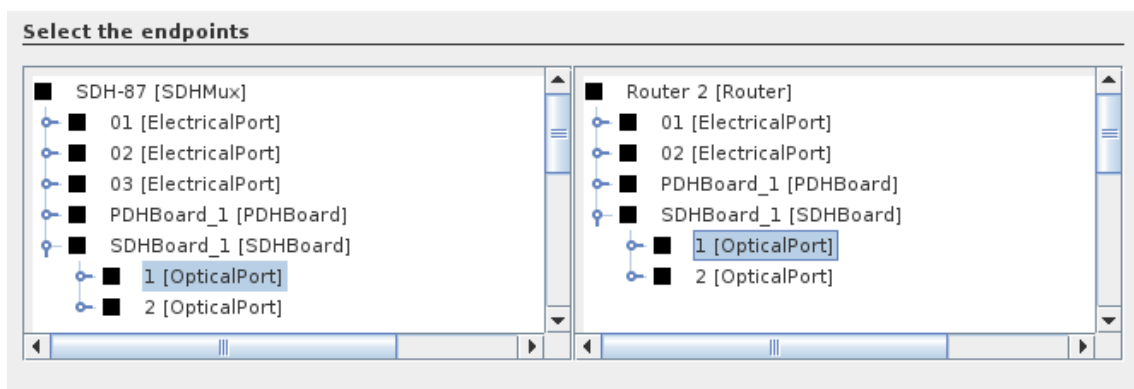 Select the endpoints
SDH-87 [SDHMux]
01 [ElectricalPort]
02 [ElectricalPort]
03 [ElectricalPort]
PDHBoard_1 [PDHBoard]
SDHBoard_1 [SDHBoard]
1 [OpticalPort]
2 [OpticalPort]
Router 2 [Router]
01 [ElectricalPort]
02 [ElectricalPort]
PDHBoard_1 [PDHBoard]
SDHBoard_1 [SDHBoard]
1 [OpticalPort]
2 [OpticalPort]